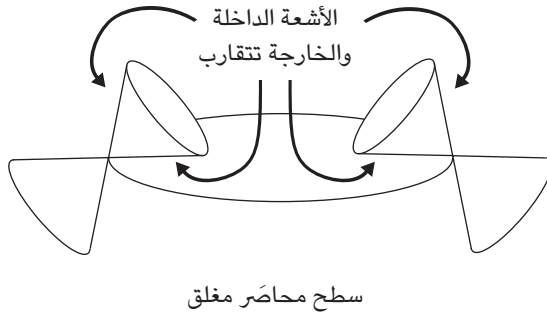 الأشعة الداخلة
والخارجة تتقارب
سطح محاصَر مغلق